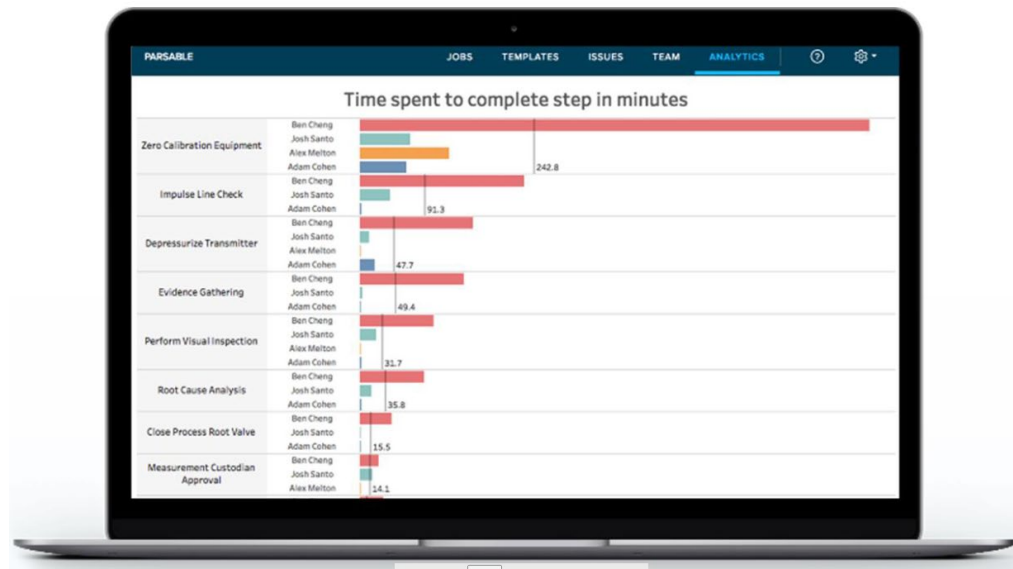 PARSABLE JOBS TEMPLATES ISSUES TEAM ANALYTICS ?
Time spent to complete step in minutes
Zero Calibration Equipment
Ben Cheng
Josh Santo
Alex Melton
Adam Cohen
242.8
Impulse Line Check
Ben Cheng
Josh Santo
Adam Cohen
91.3
Depressurize Transmitter
Ben Cheng
Josh Santo
Alex Melton
Adam Cohen
47.7
Evidence Gathering
Ben Cheng
Josh Santo
Adam Cohen
49.4
Perform Visual Inspection
Ben Cheng
Josh Santo
Alex Melton
Adam Cohen
31.7
Root Cause Analysis
Ben Cheng
Josh Santo
Adam Cohen
35.8
Close Process Root Valve
Ben Cheng
Josh Santo
Adam Cohen
15.5
Measurement Custodian
Approval
Ben Cheng
Josh Santo
Alex Melton
14.1